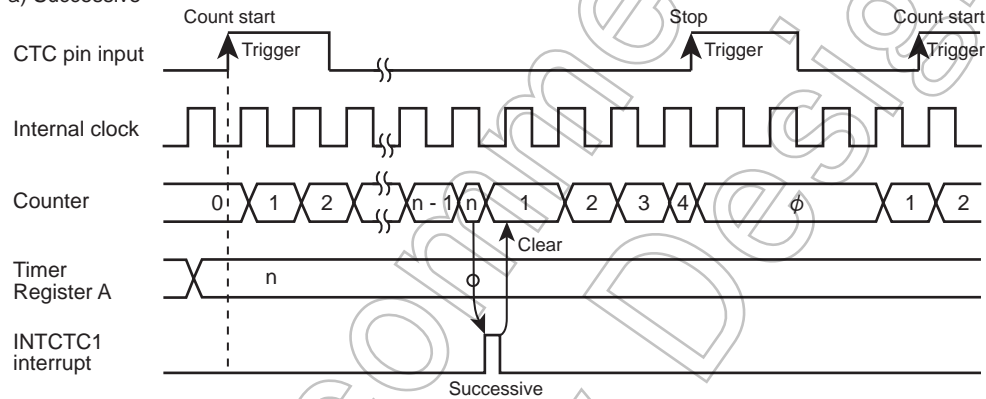 a) Successive
Count start
Stop
Count start
CTC pin input
Trigger
Trigger
Trigger
Internal clock
Counter
0
1
2
n - 1
n
1
2
3
4
ϕ
1
2
Clear
Timer
Register A
n
INTCTC1
interrupt
Successive